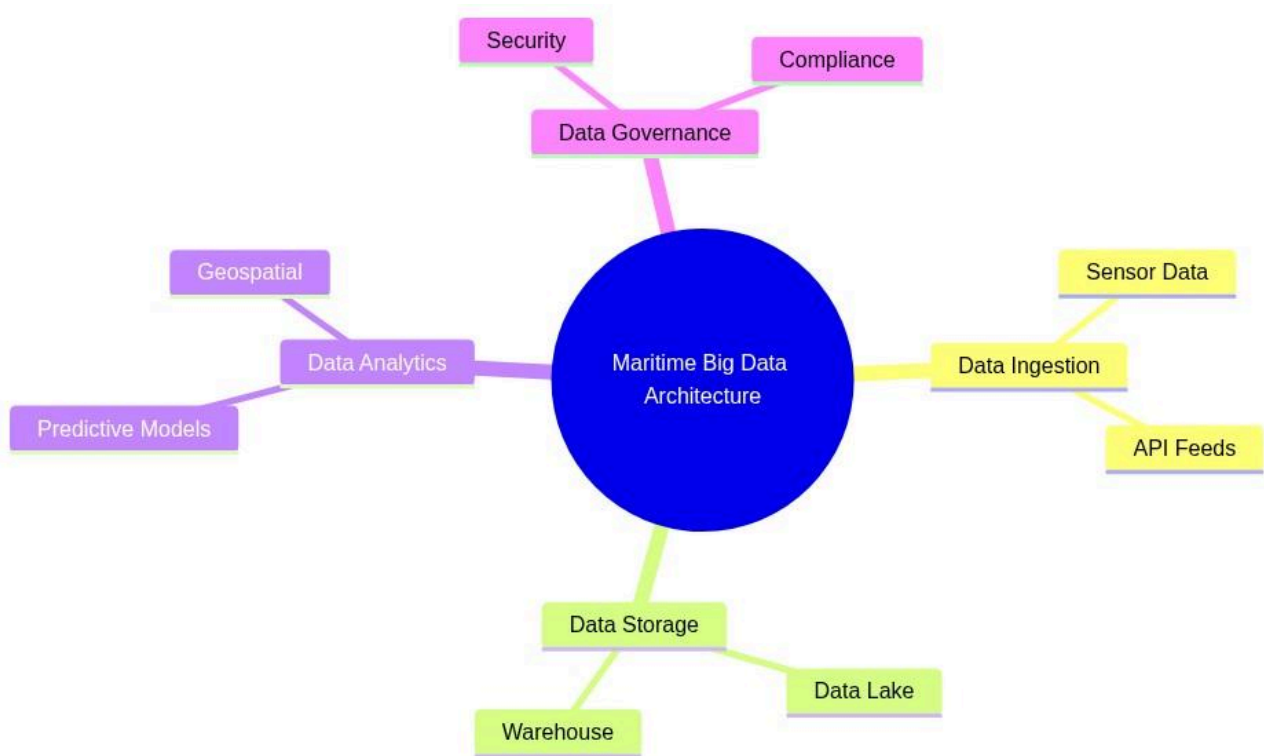 Security
Compliance
Data Governance
Geospatial
Sensor Data
Data Analytics
Maritime Big Data
Architecture
Data Ingestion
Predictive Models
API Feeds
Data Storage
Data Lake
Warehouse